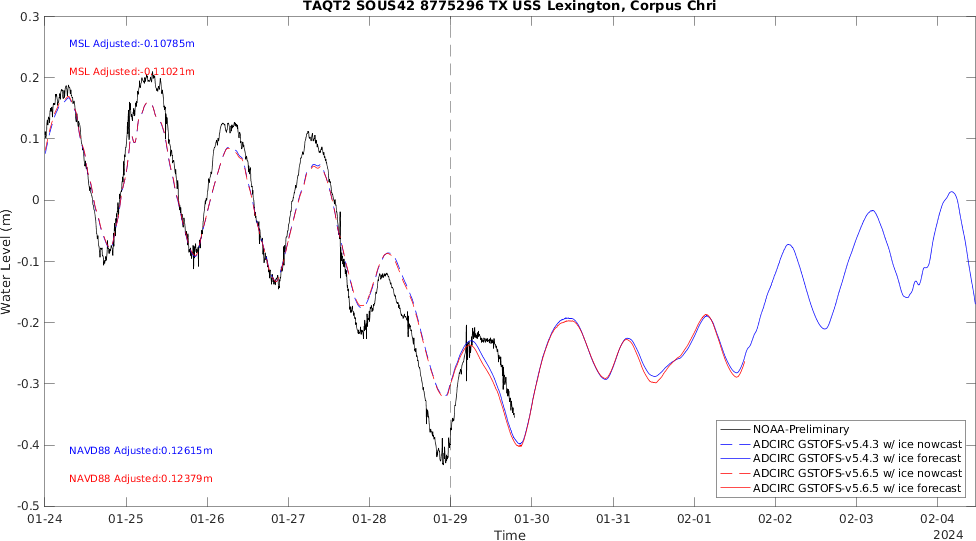 TAQT2 SOUS42 8775296 TX USS Lexington, Corpus Chri
0.3
0.2
0.1
0
-0.1
-0.2
-0.3
-0.4
-0.5
Water Level (m)
MSL Adjusted:-0.10785m
MSL Adjusted:-0.11021m
NAVD88 Adjusted:0.12615m
NAVD88 Adjusted:0.12379m
NOAA-Preliminary
ADCIRC GSTOFS-v5.4.3 w/ ice nowcast
ADCIRC GSTOFS-v5.4.3 w/ ice forecast
ADCIRC GSTOFS-v5.6.5 w/ ice nowcast
ADCIRC GSTOFS-v5.6.5 w/ ice forecast
01-24 01-25 01-26 01-27 01-28 01-29 01-30 01-31 02-01 02-02 02-03 02-04
Time
2024